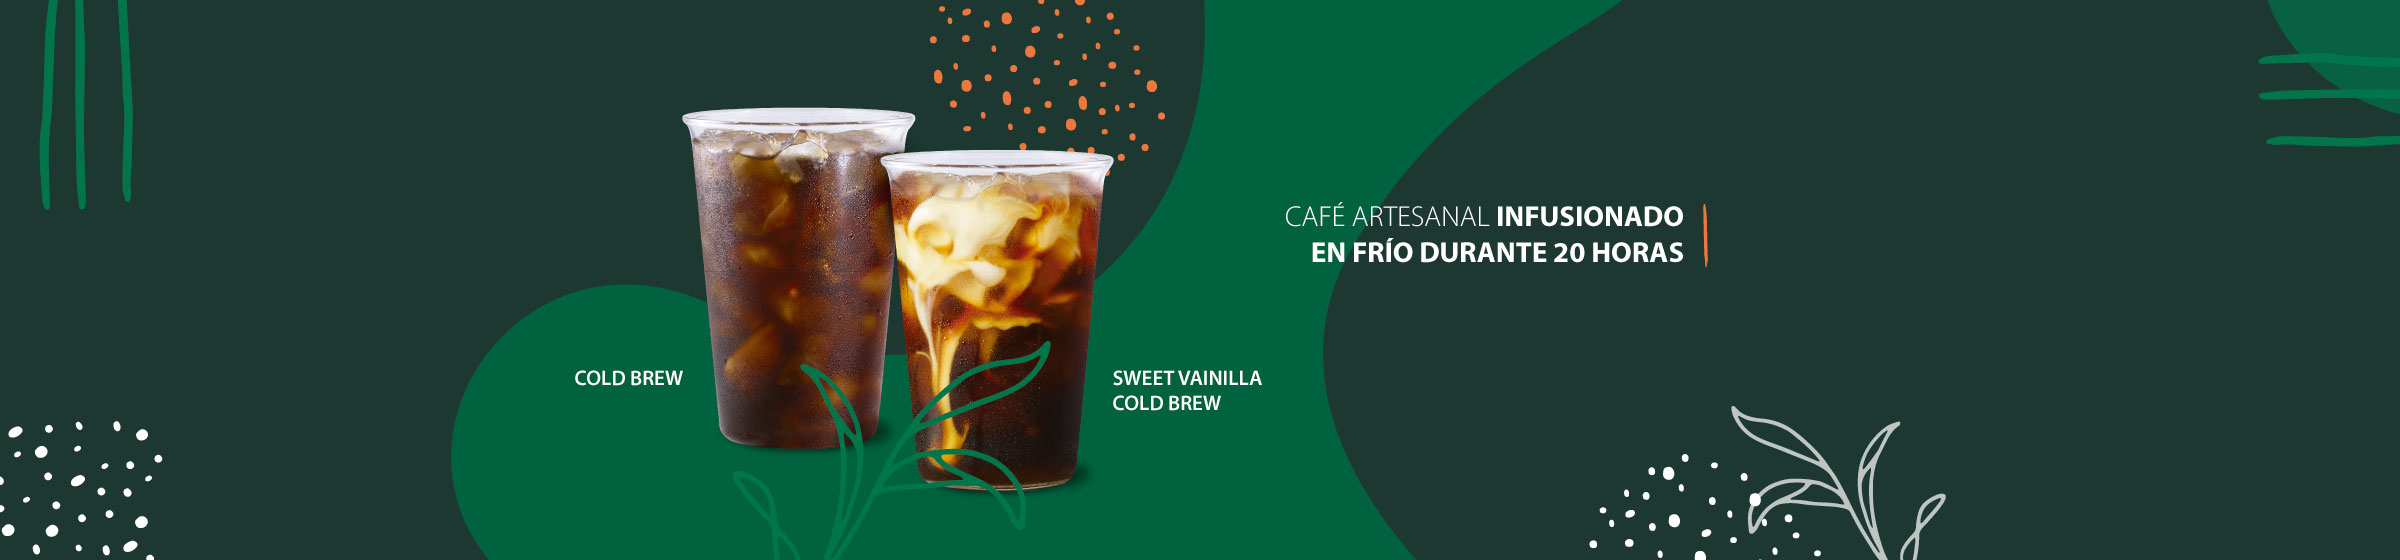 CAFÉ ARTESANAL INFUSIONADO
EN FRÍO DURANTE 20 HORAS
COLD BREW
SWEET VAINILLA
COLD BREW